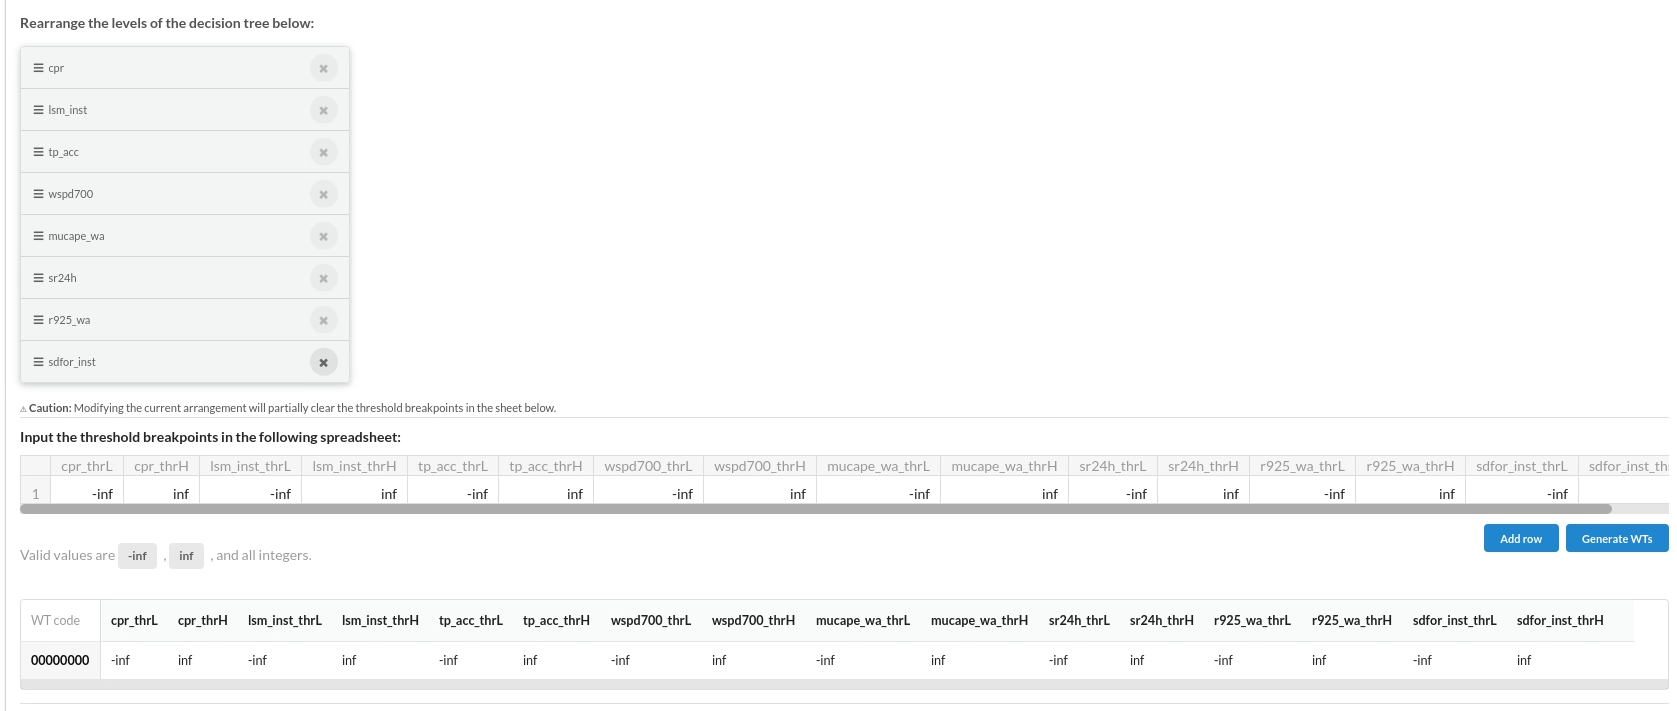 Rearrange the levels of the decision tree below:
cpr
lsm_inst
tp_acc
wspd700
mucape_wa
sr24h
r925_wa
sdfor_inst
⚠ Caution: Modifying the current arrangement will partially clear the threshold breakpoints in the sheet below.
Input the threshold breakpoints in the following spreadsheet:
cpr_thrL cpr_thrH lsm_inst_thrL lsm_inst_thrH tp_acc_thrL tp_acc_thrH wspd700_thrL wspd700_thrH mucape_wa_thrL mucape_wa_thrH sr24h_thrL sr24h_thrH r925_wa_thrL r925_wa_thrH sdfor_inst_thrL sdfor_inst_th
1 -inf inf -inf inf -inf inf -inf inf -inf inf -inf inf -inf inf -inf
Add row Generate WTs
Valid values are -inf , inf , and all integers.
WT code cpr_thrL cpr_thrH lsm_inst_thrL lsm_inst_thrH tp_acc_thrL tp_acc_thrH wspd700_thrL wspd700_thrH mucape_wa_thrL mucape_wa_thrH sr24h_thrL sr24h_thrH r925_wa_thrL r925_wa_thrH sdfor_inst_thrL sdfor_inst_thrH
00000000 -inf inf -inf inf -inf inf -inf inf -inf inf -inf inf -inf inf -inf inf